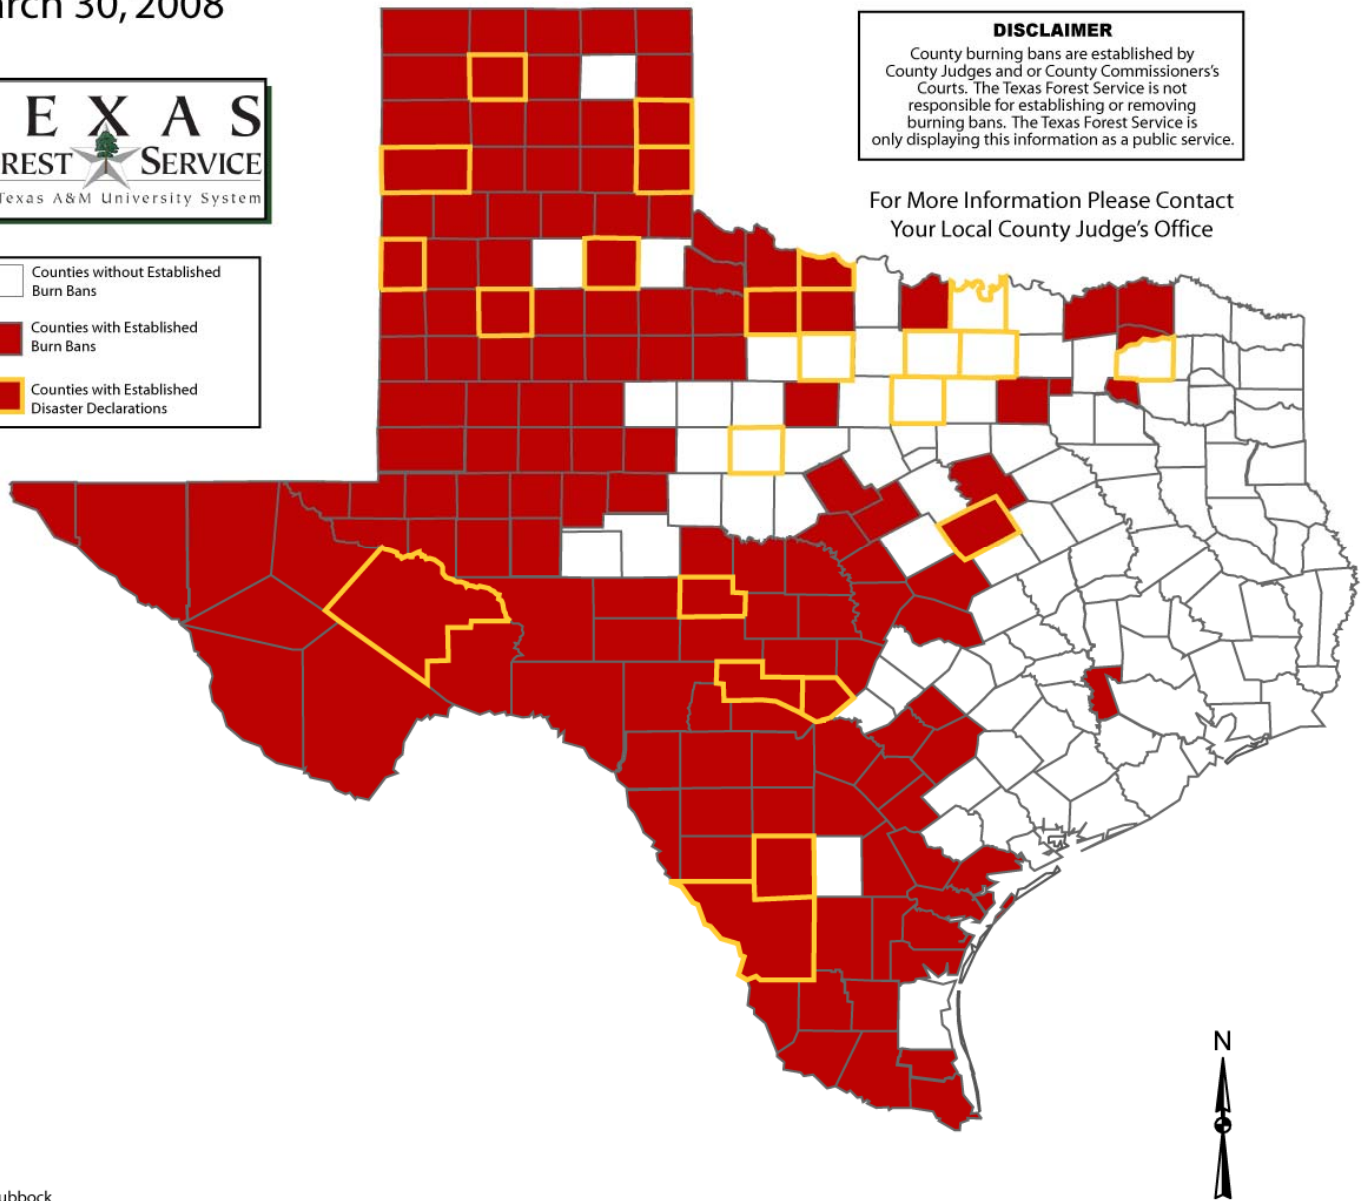 arch 30, 2008
EXAS
REST SERVICE
Texas A&M University System
Counties without Established
Burn Bans
Counties with Established
Burn Bans
Counties with Established
Disaster Declarations
DISCLAIMER
County burning bans are established by
County Judges and or County Commissioners's
Courts. The Texas Forest Service is not
responsible for establishing or removing
burning bans. The Texas Forest Service is
only displaying this information as a public service.
For More Information Please Contact
Your Local County Judge's Office
N
ubbock